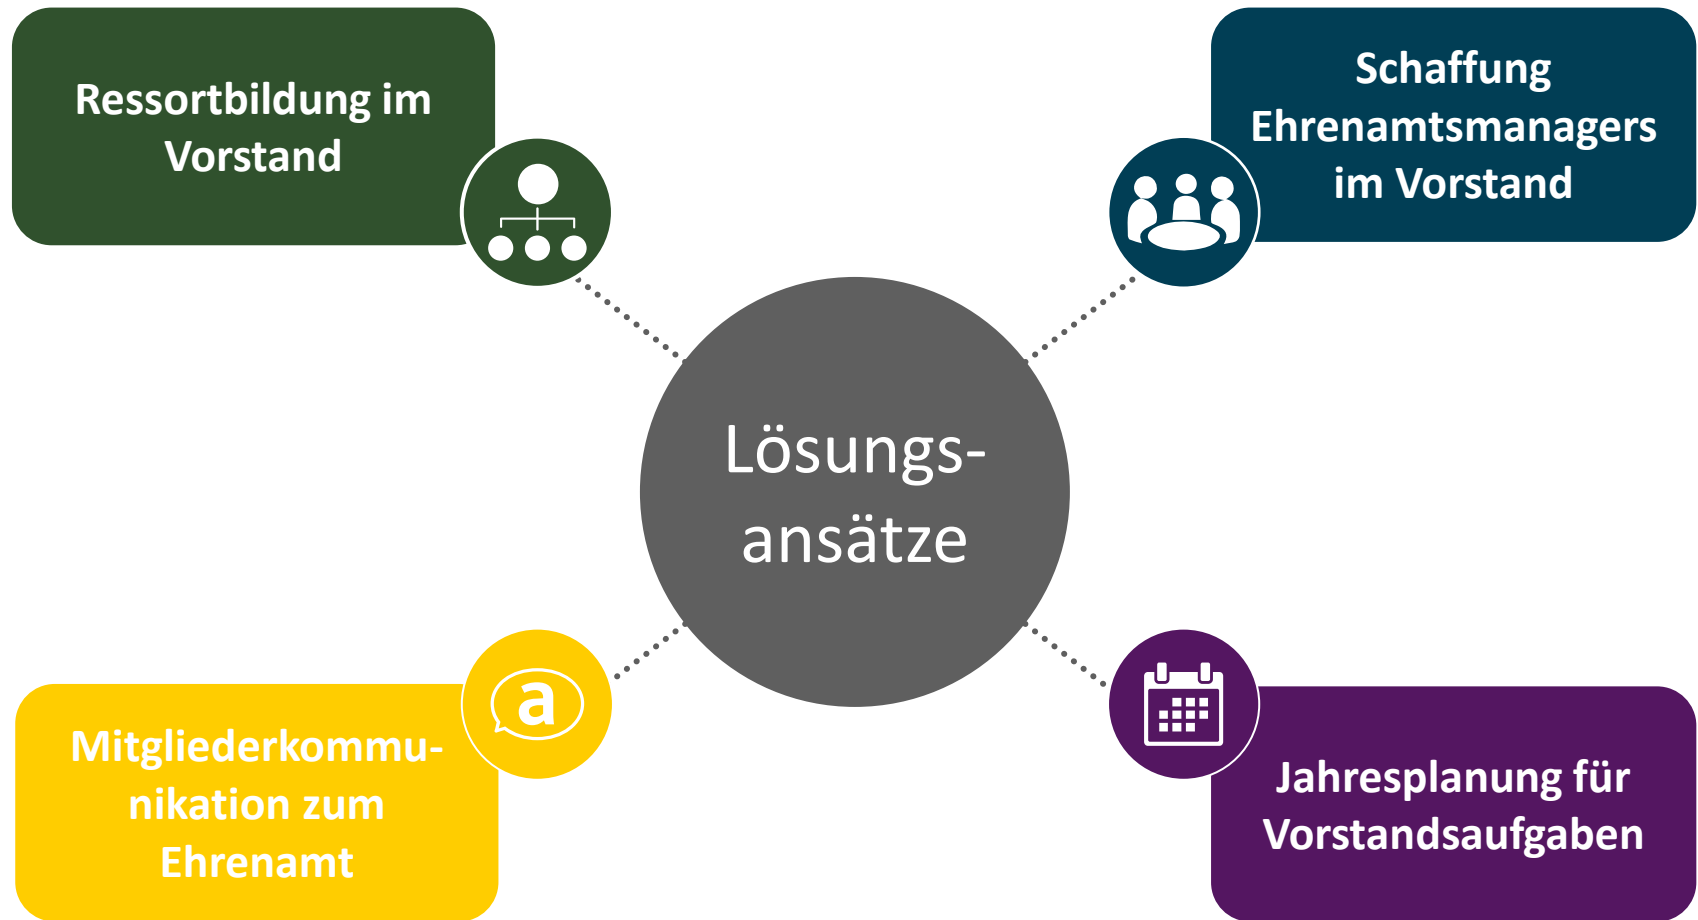 Ressortbildung im
Vorstand
Schaffung
Ehrenamtsmanagers
im Vorstand
Lösungs-
ansätze
a
Mitgliederkommu-
nikation zum
Ehrenamt
Jahresplanung für
Vorstandsaufgaben